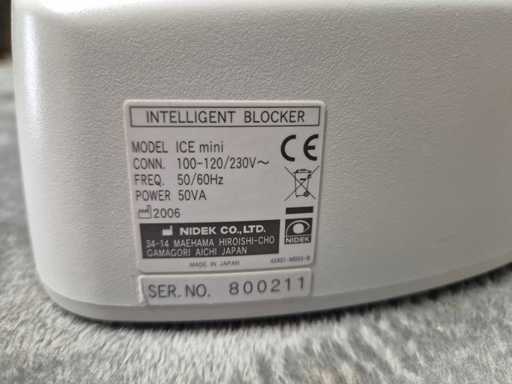 INTELLIGENT BLOCKER
MODEL ICE mini
CONN. 100-120/230V~
FREQ. 50/60Hz
POWER 50VA
CE
2006
NIDEK CO., LTD.
34-14 MAEHAMA HIROISHI-CHO
GAMAGORI AICHI JAPAN
NIDEK
MADE IN JAPAN
SER. NO. 800211